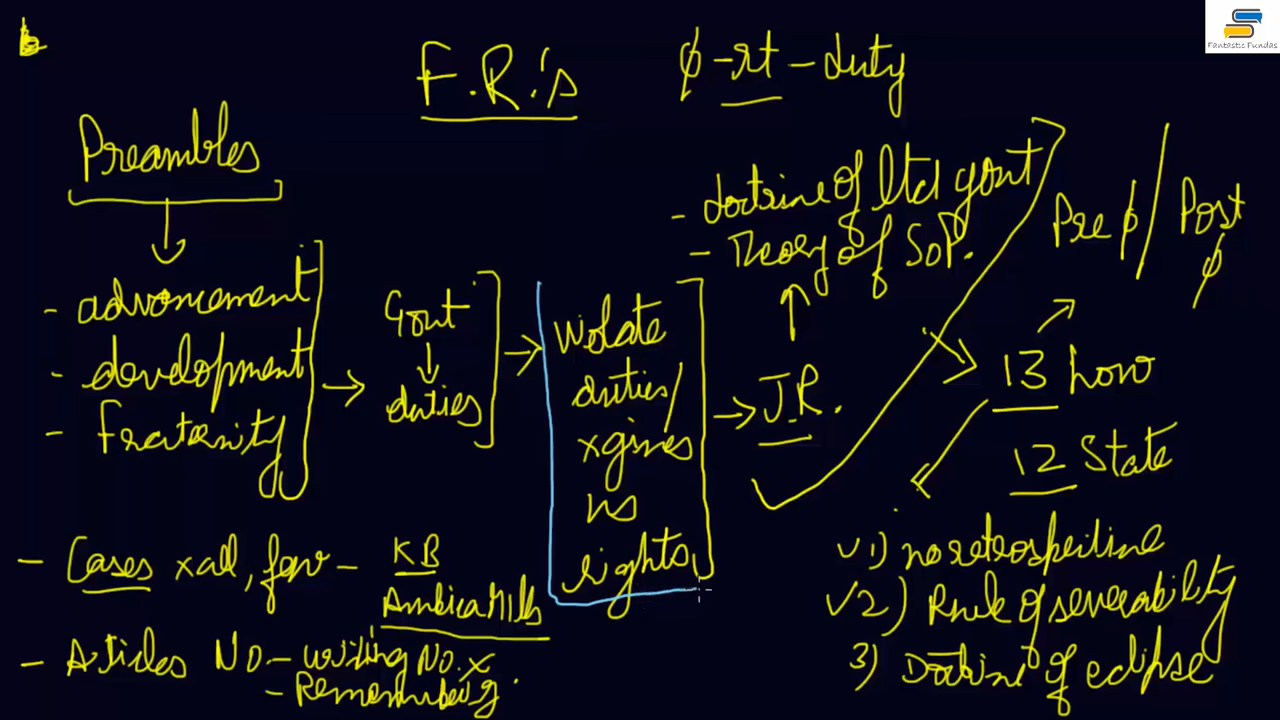 Fantastic Fundas
F.R.'s
φ - rt - duty
Preambles
- advancement
- development
- Fraternity
Govt
duties
Violate
duties/
xgives
us
rights
J.R.
- doctrine of ltd govt
- Theory of SoP.
Pre φ / Post φ
13 Law
12 State
1) no retrospective
2) Rule of severability
3) Doctrine of eclipse
- Cases xall, few - KB
Ambica Mills
- Articles No - writing No. x
- Remembering.